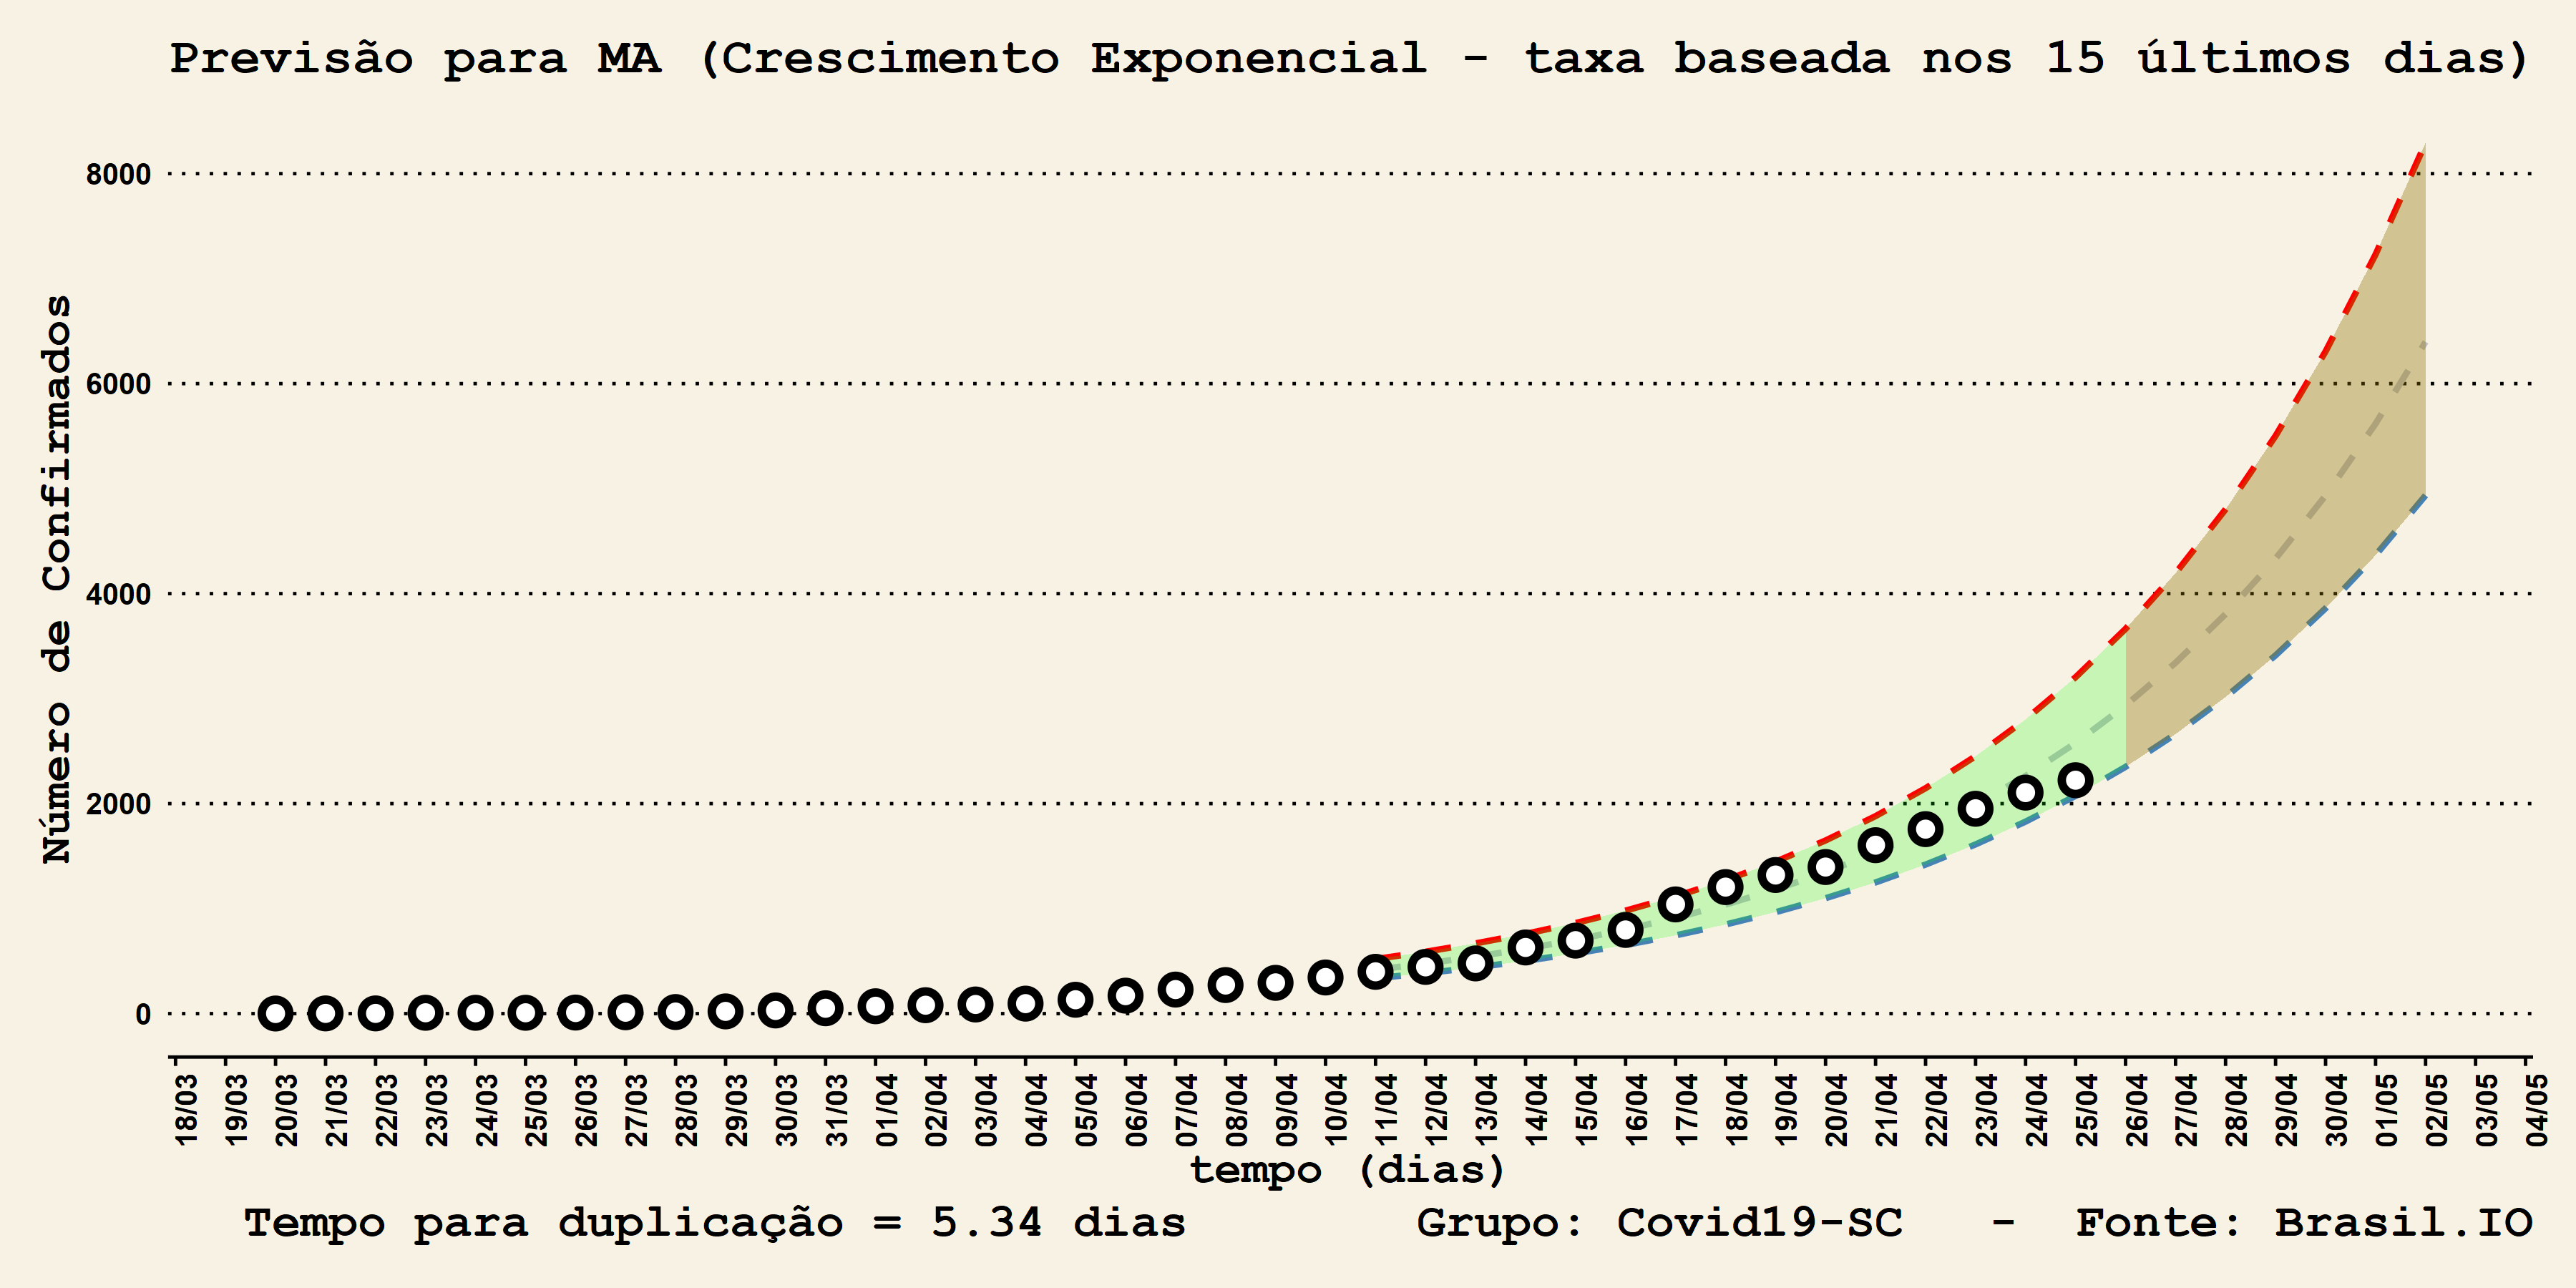 Previsão para MA (Crescimento Exponencial - taxa baseada nos 15 últimos dias)
Número de Confirmados
8000
6000
4000
2000
0
18/03 19/03 20/03 21/03 22/03 23/03 24/03 25/03 26/03 27/03 28/03 29/03 30/03 31/03 01/04 02/04 03/04 04/04 05/04 06/04 07/04 08/04 09/04 10/04 11/04 12/04 13/04 14/04 15/04 16/04 17/04 18/04 19/04 20/04 21/04 22/04 23/04 24/04 25/04 26/04 27/04 28/04 29/04 30/04 01/05 02/05 03/05 04/05
tempo (dias)
Tempo para duplicação = 5.34 dias Grupo: Covid19-SC - Fonte: Brasil.IO